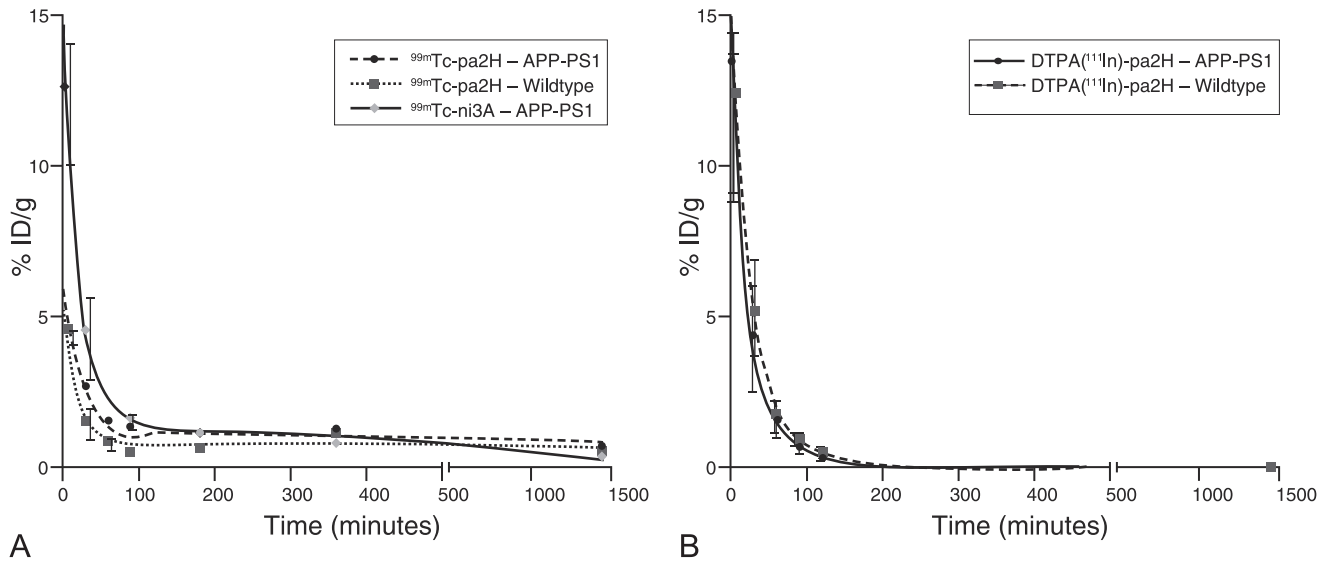 15
10
5
0
% ID/g
⁹⁹ᵐTc-pa2H – APP-PS1
⁹⁹ᵐTc-pa2H – Wildtype
⁹⁹ᵐTc-ni3A – APP-PS1
0 100 200 300 400 500 1000 1500
Time (minutes)
A
15
10
5
0
% ID/g
DTPA(¹¹¹In)-pa2H – APP-PS1
DTPA(¹¹¹In)-pa2H – Wildtype
0 100 200 300 400 500 1000 1500
Time (minutes)
B